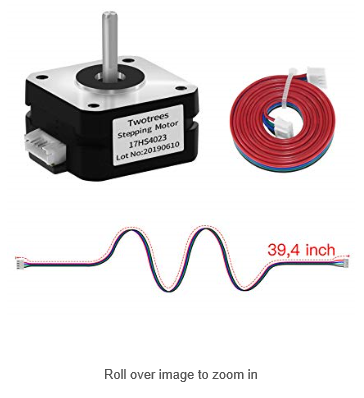 Twotrees
Stepping Motor
17HS4023
Lot No:20190610
39,4 inch
Roll over image to zoom in